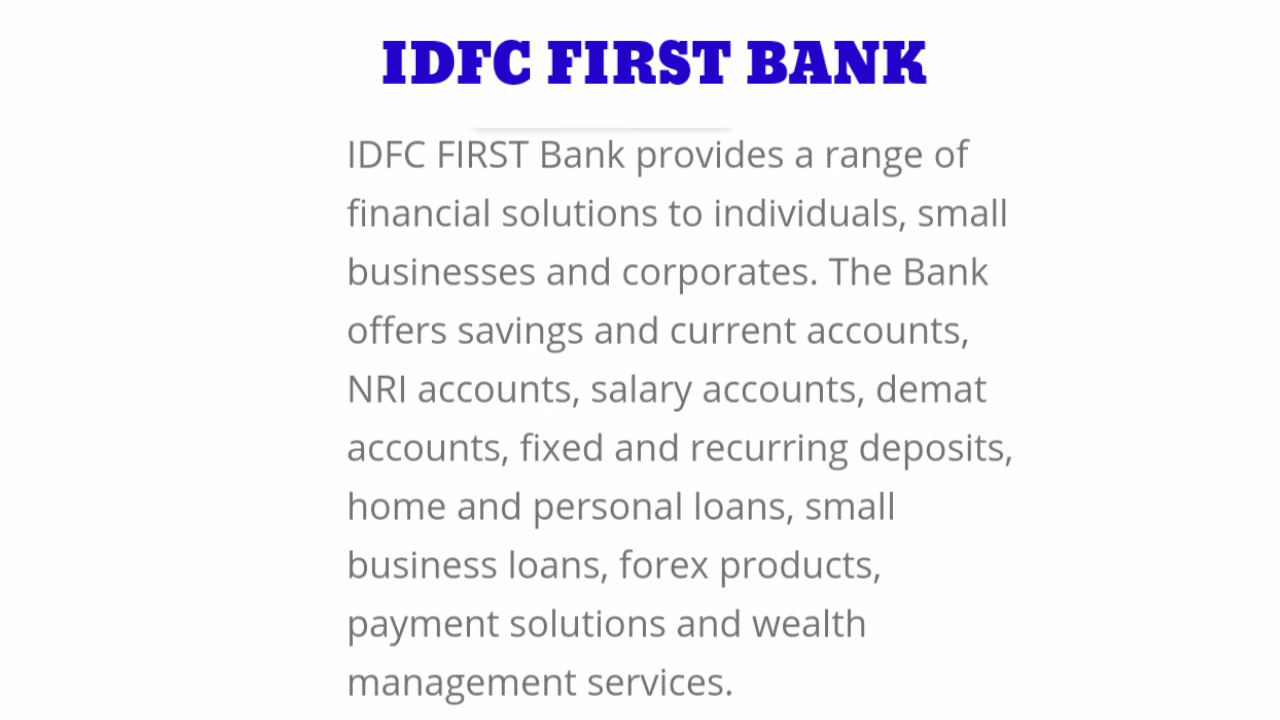 IDFC FIRST BANK
IDFC FIRST Bank provides a range of
financial solutions to individuals, small
businesses and corporates. The Bank
offers savings and current accounts,
NRI accounts, salary accounts, demat
accounts, fixed and recurring deposits,
home and personal loans, small
business loans, forex products,
payment solutions and wealth
management services.